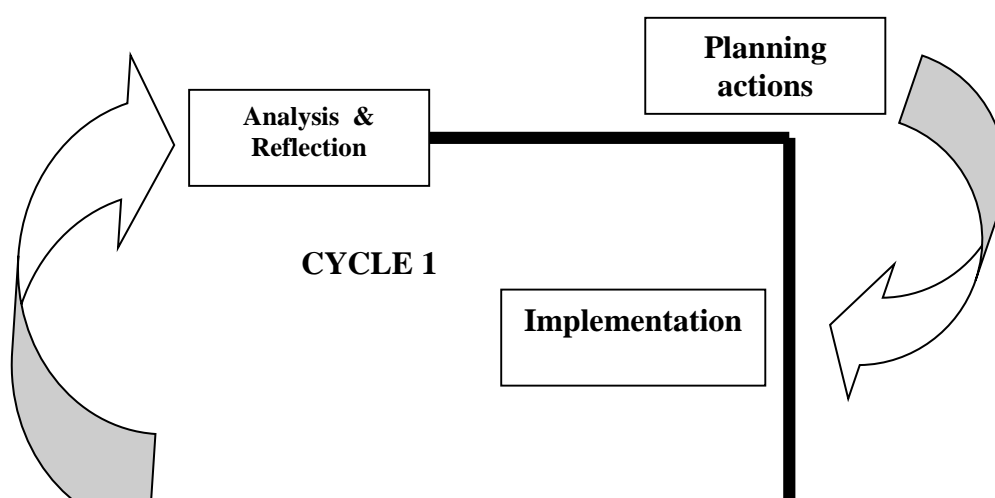 Planning
actions
Analysis & 
Reflection
CYCLE 1
Implementation